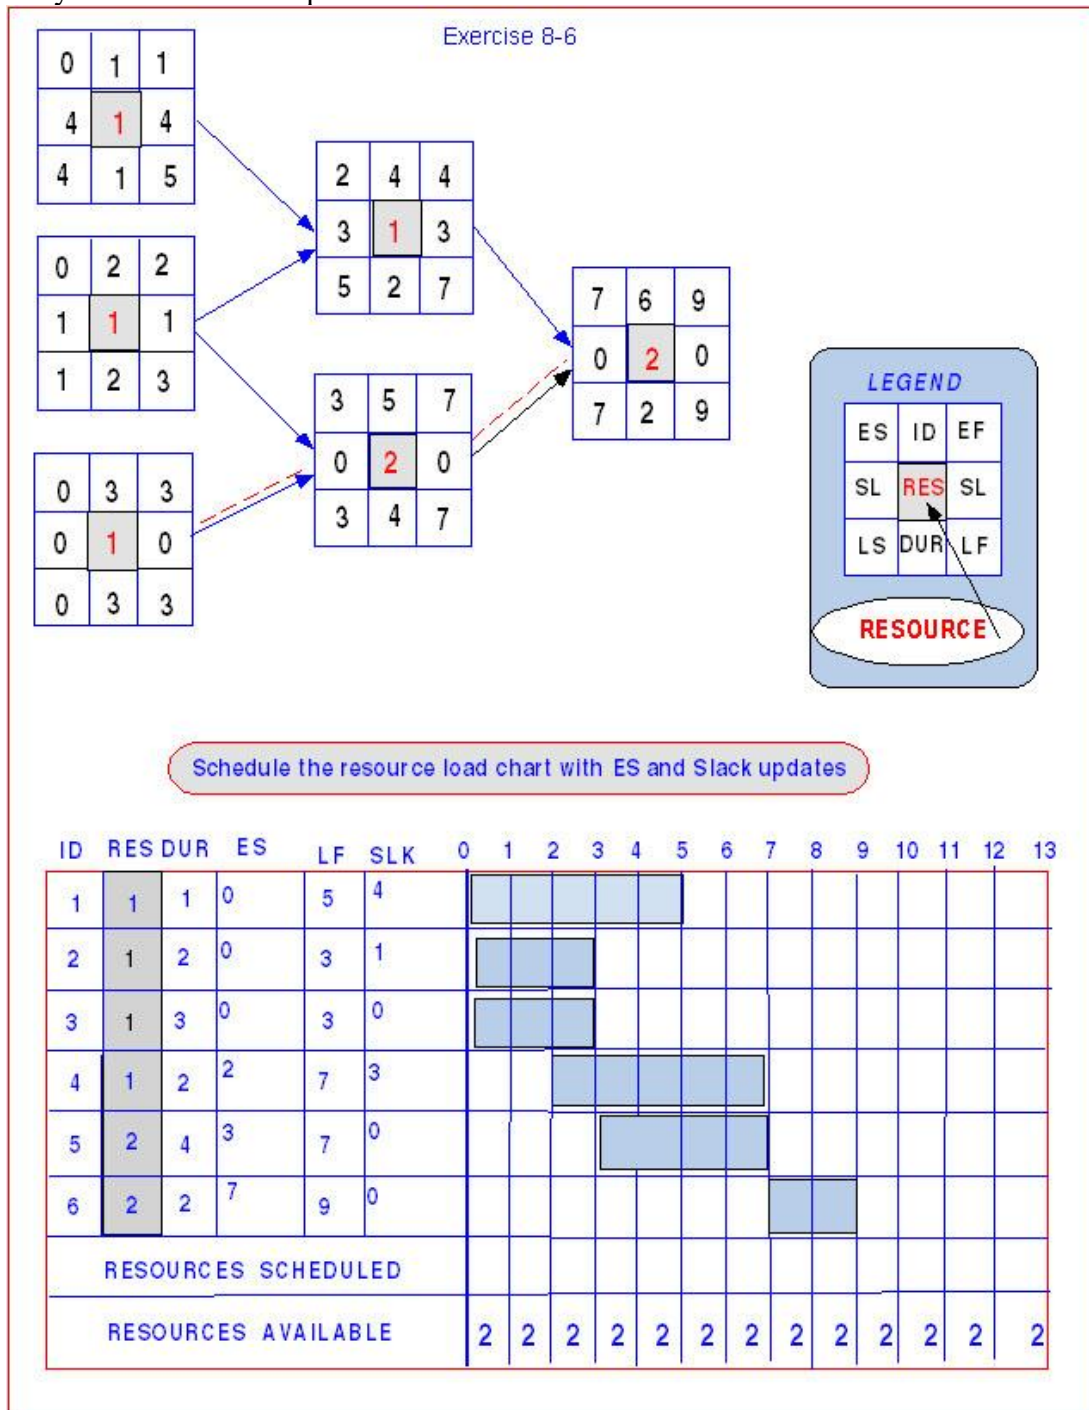 Exercise 8-6
0 1 1
4 1 4
4 1 5
0 2 2
1 1 1
1 2 3
0 3 3
0 1 0
0 3 3
2 4 4
3 1 3
5 2 7
3 5 7
0 2 0
3 4 7
7 6 9
0 2 0
7 2 9
LEGEND
ES ID EF
SL RES SL
LS DUR LF
RESOURCE
Schedule the resource load chart with ES and Slack updates
ID RES DUR ES LF SLK 0 1 2 3 4 5 6 7 8 9 10 11 12 13
1 1 1 0 5 4
2 1 2 0 3 1
3 1 3 0 3 0
4 1 2 2 7 3
5 2 4 3 7 0
6 2 2 7 9 0
RESOURCES SCHEDULED
RESOURCES AVAILABLE 2 2 2 2 2 2 2 2 2 2 2 2 2